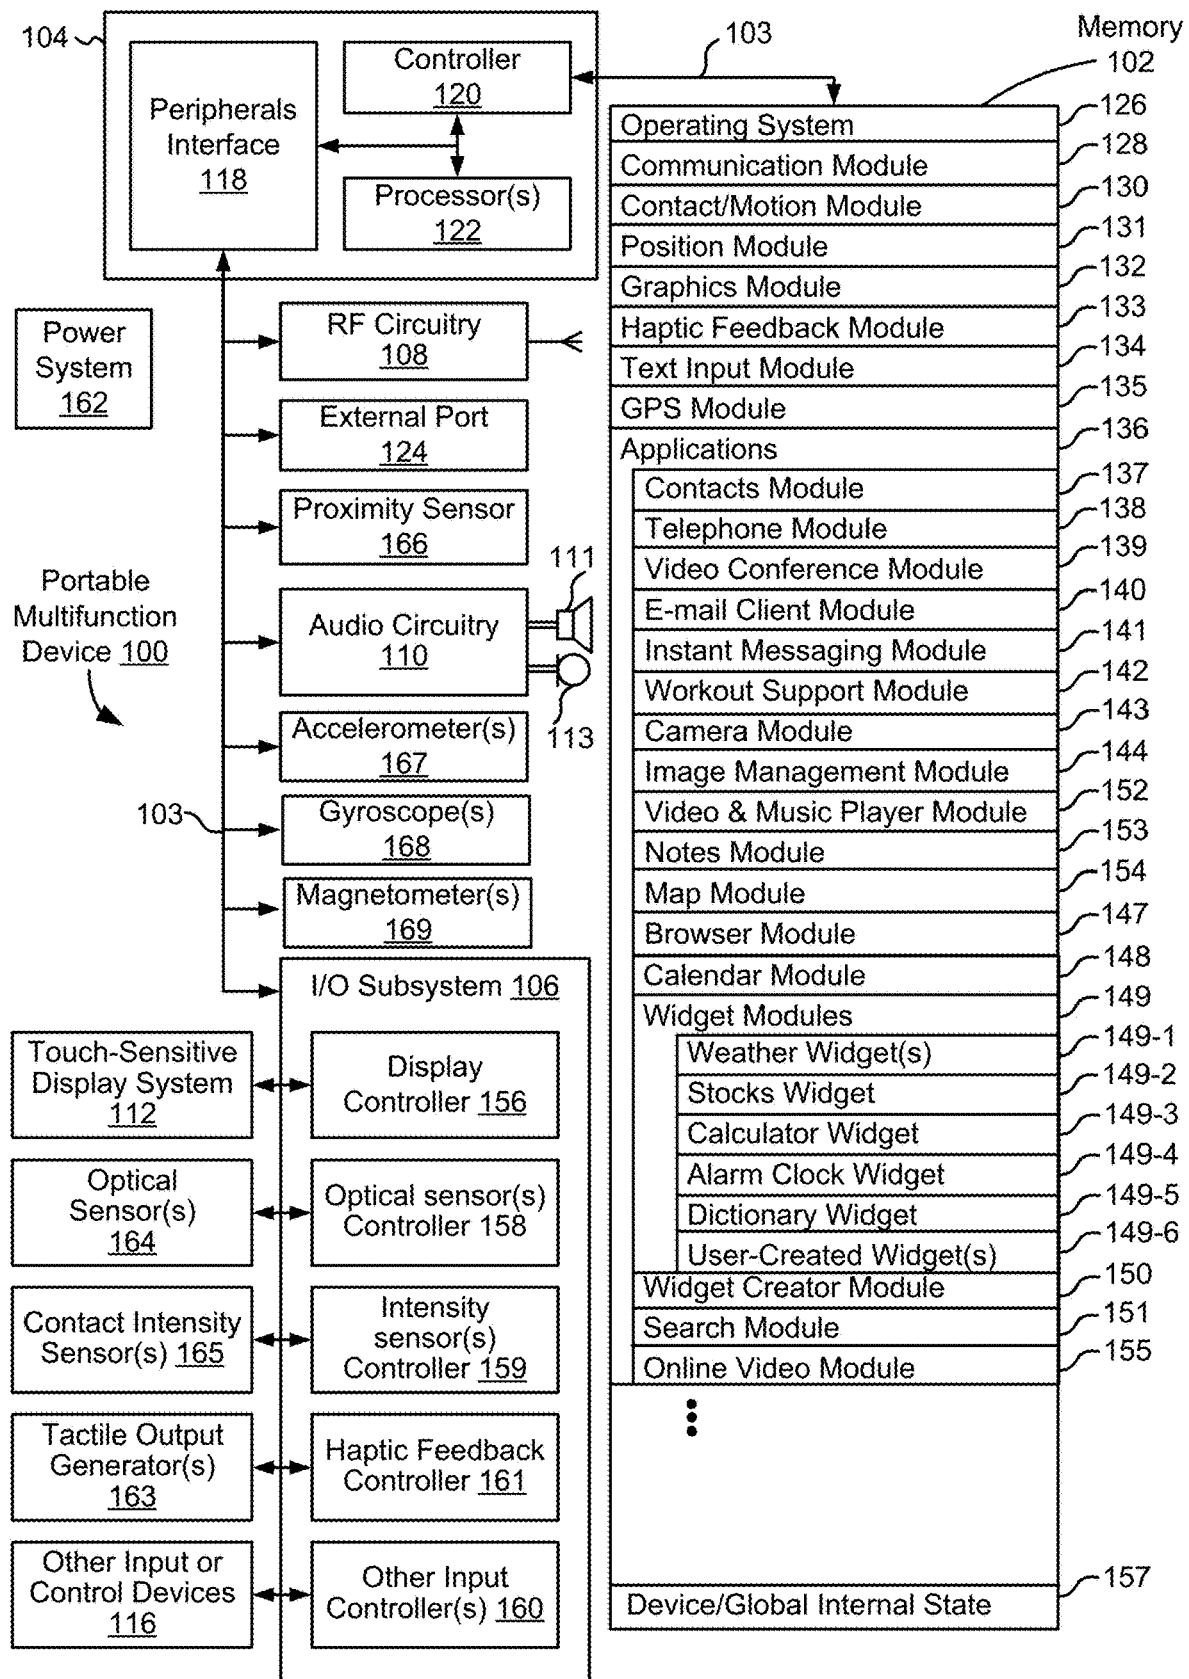 104
Peripherals
Interface
118
Controller
120
Processor(s)
122
103
Memory
102
Power
System
162
RF Circuitry
108
External Port
124
Proximity Sensor
166
Portable
Multifunction
Device 100
Audio Circuitry
110
111
113
Accelerometer(s)
167
103
Gyroscope(s)
168
Magnetometer(s)
169
I/O Subsystem 106
Touch-Sensitive
Display System
112
Display
Controller 156
Optical
Sensor(s)
164
Optical sensor(s)
Controller 158
Contact Intensity
Sensor(s) 165
Intensity
sensor(s)
Controller 159
Tactile Output
Generator(s)
163
Haptic Feedback
Controller 161
Other Input or
Control Devices
116
Other Input
Controller(s) 160
Operating System 126
Communication Module 128
Contact/Motion Module 130
Position Module 131
Graphics Module 132
Haptic Feedback Module 133
Text Input Module 134
GPS Module 135
Applications 136
Contacts Module 137
Telephone Module 138
Video Conference Module 139
E-mail Client Module 140
Instant Messaging Module 141
Workout Support Module 142
Camera Module 143
Image Management Module 144
Video & Music Player Module 152
Notes Module 153
Map Module 154
Browser Module 147
Calendar Module 148
Widget Modules 149
Weather Widget(s) 149-1
Stocks Widget 149-2
Calculator Widget 149-3
Alarm Clock Widget 149-4
Dictionary Widget 149-5
User-Created Widget(s) 149-6
Widget Creator Module 150
Search Module 151
Online Video Module 155
Device/Global Internal State 157